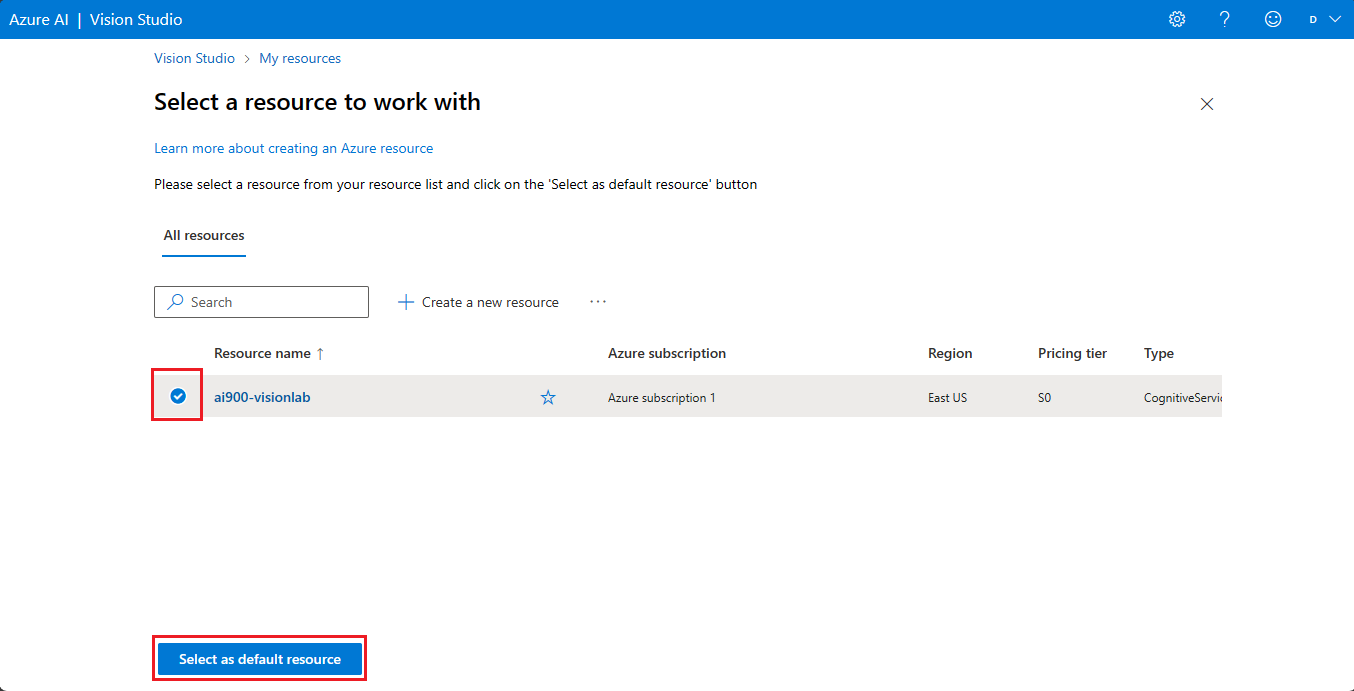 Azure AI | Vision Studio
D
Vision Studio > My resources
Select a resource to work with
Learn more about creating an Azure resource
Please select a resource from your resource list and click on the 'Select as default resource' button
All resources
Search
Create a new resource
Resource name ↑ Azure subscription Region Pricing tier Type
ai900-visionlab Azure subscription 1 East US S0 CognitiveServic
Select as default resource